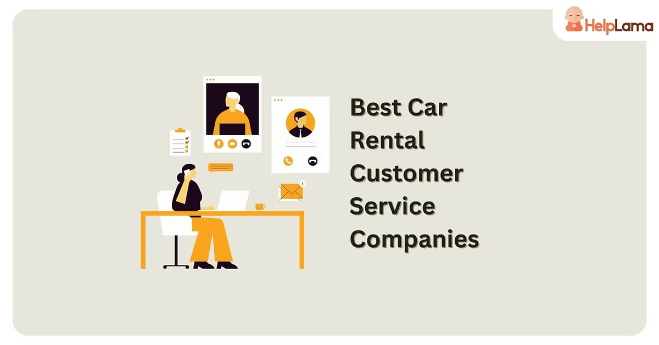 HelpLama
Best Car
Rental
Customer
Service
Companies